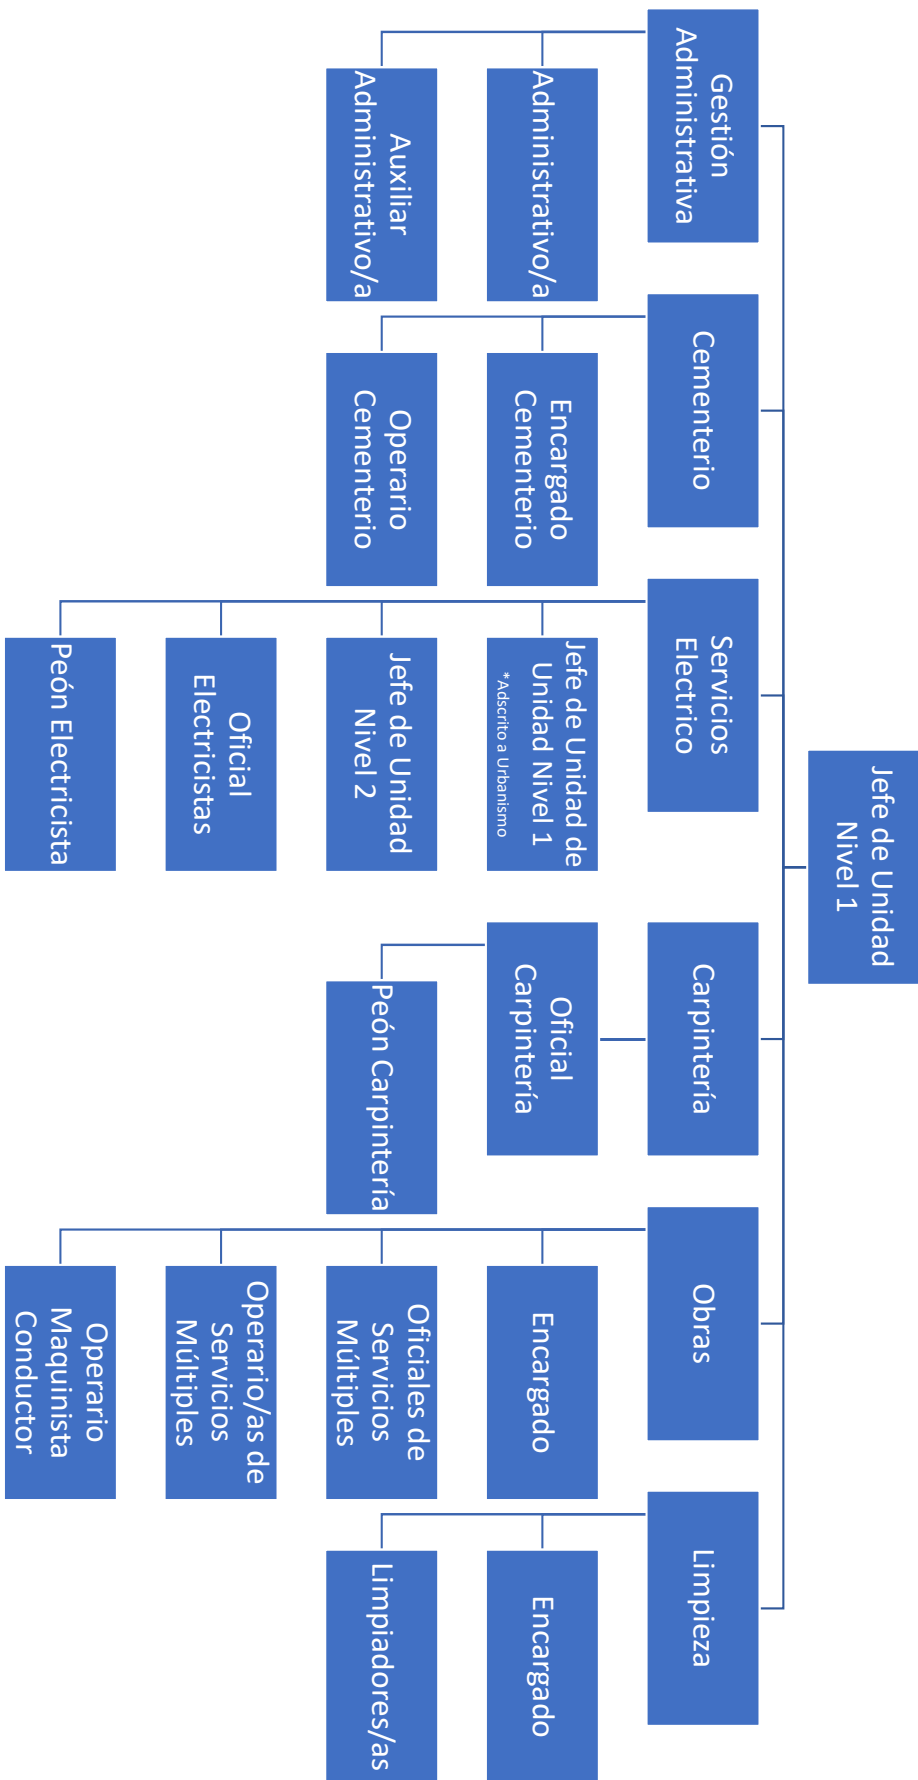 Jefe de Unidad
Nivel 1
Gestión
Administrativa
Administrativo/a
Auxiliar
Administrativo/a
Cementerio
Encargado
Cementerio
Operario
Cementerio
Servicios
Electrico
Jefe de Unidad de
Unidad Nivel 1
*Adscrito a Urbanismo
Jefe de Unidad
Nivel 2
Oficial
Electricistas
Peón Electricista
Carpintería
Oficial
Carpintería
Peón Carpintería
Obras
Encargado
Oficiales de
Servicios
Múltiples
Operario/as de
Servicios
Múltiples
Operario
Maquinista
Conductor
Limpieza
Encargado
Limpiadores/as